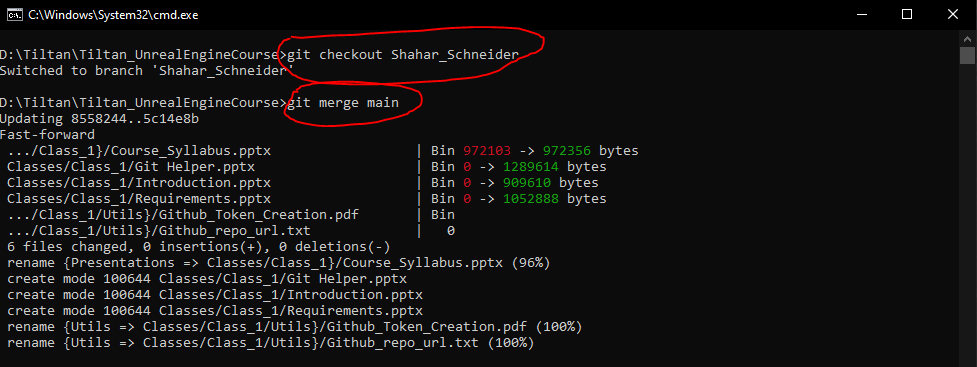 C:\Windows\System32\cmd.exe
D:\Tiltan\Tiltan_UnrealEngineCourse>git checkout Shahar_Schneider
Switched to branch 'Shahar_Schneider'
D:\Tiltan\Tiltan_UnrealEngineCourse>git merge main
Updating 8558244..5c14e8b
Fast-forward
.../Class_1}/Course_Syllabus.pptx | Bin 972103 -> 972356 bytes
Classes/Class_1/Git Helper.pptx | Bin 0 -> 1289614 bytes
Classes/Class_1/Introduction.pptx | Bin 0 -> 909610 bytes
Classes/Class_1/Requirements.pptx | Bin 0 -> 1052888 bytes
.../Class_1/Utils}/Github_Token_Creation.pdf | Bin
.../Class_1/Utils}/Github_repo_url.txt | 0
6 files changed, 0 insertions(+), 0 deletions(-)
rename {Presentations => Classes/Class_1}/Course_Syllabus.pptx (96%)
create mode 100644 Classes/Class_1/Git Helper.pptx
create mode 100644 Classes/Class_1/Introduction.pptx
create mode 100644 Classes/Class_1/Requirements.pptx
rename {Utils => Classes/Class_1/Utils}/Github_Token_Creation.pdf (100%)
rename {Utils => Classes/Class_1/Utils}/Github_repo_url.txt (100%)